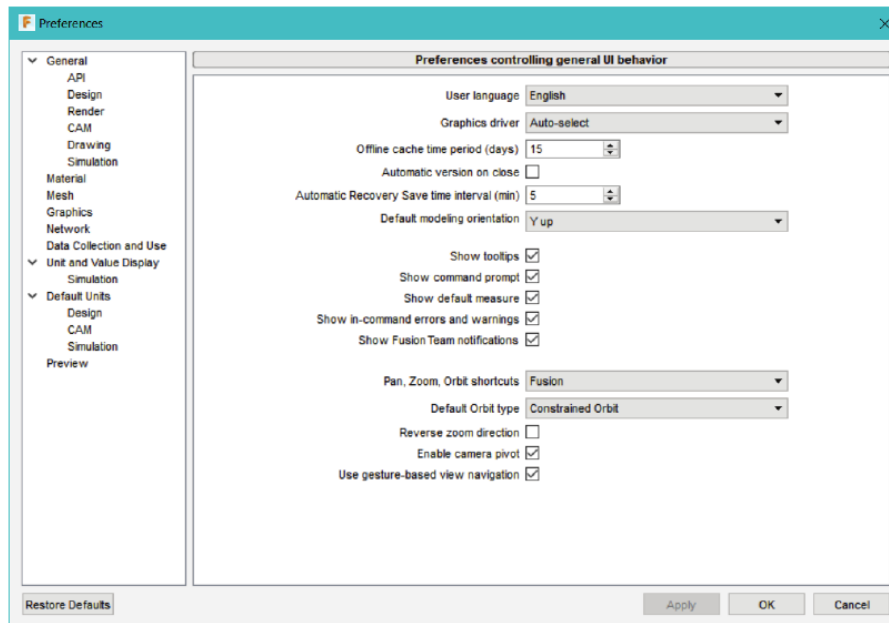 F Preferences
General
API
Design
Render
CAM
Drawing
Simulation
Material
Mesh
Graphics
Network
Data Collection and Use
Unit and Value Display
Simulation
Default Units
Design
CAM
Simulation
Preview
Preferences controlling general UI behavior
User language English
Graphics driver Auto-select
Offline cache time period (days) 15
Automatic version on close
Automatic Recovery Save time interval (min) 5
Default modeling orientation Y up
Show tooltips
Show command prompt
Show default measure
Show in-command errors and warnings
Show Fusion Team notifications
Pan, Zoom, Orbit shortcuts Fusion
Default Orbit type Constrained Orbit
Reverse zoom direction
Enable camera pivot
Use gesture-based view navigation
Restore Defaults Apply OK Cancel